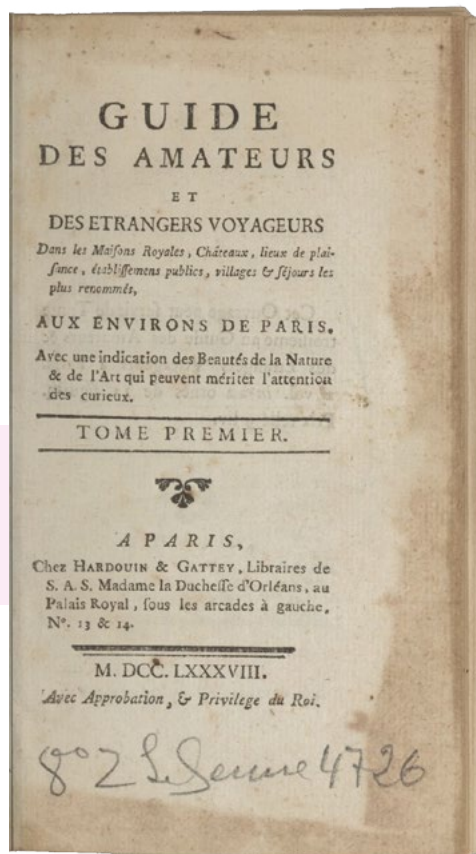 GUIDE
DES AMATEURS
ET
DES ETRANGERS VOYAGEURS
Dans les Maiſons Royales, Châteaux, lieux de plai-
ſance, établiſſemens publics, villages & ſéjours les
plus renommés,
AUX ENVIRONS DE PARIS.
Avec une indication des Beautés de la Nature
& de l'Art qui peuvent mériter l'attention
des curieux.
TOME PREMIER.
A PARIS,
Chez HARDOUIN & GATTEY, Libraires de
S. A. S. Madame la Ducheſſe d'Orléans, au
Palais Royal, ſous les arcades à gauche,
Nº. 13 & 14.
M. DCC. LXXXVIII.
Avec Approbation, & Privilege du Roi.
8º Z Le Senne 4726